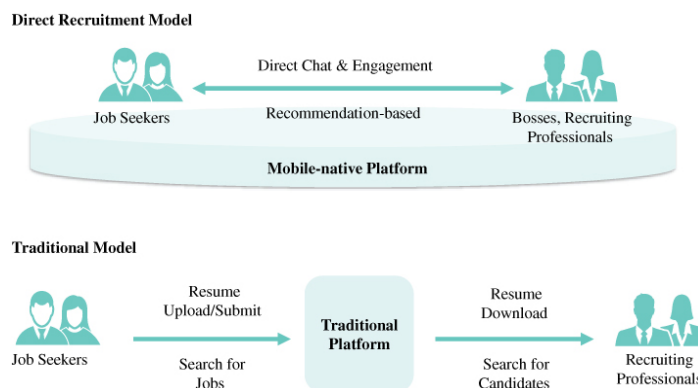 Direct Recruitment Model
Direct Chat & Engagement
Recommendation-based
Job Seekers
Bosses, Recruiting
Professionals
Mobile-native Platform
Traditional Model
Resume
Upload/Submit
Search for
Jobs
Traditional
Platform
Resume
Download
Search for
Candidates
Job Seekers
Recruiting
Professionals